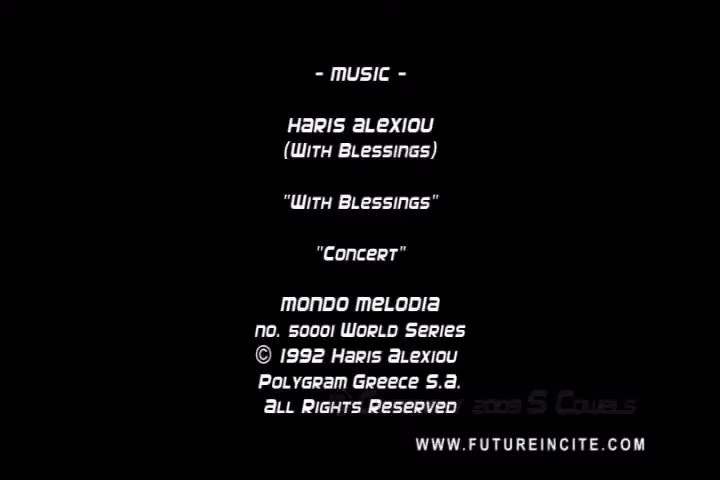 - MUSIC -
HARIS ALEXIOU
(WITH BLESSINGS)
"WITH BLESSINGS"
"CONCERT"
MONDO MELODIA
NO. 50001 WORLD SERIES
© 1992 HARIS ALEXIOU
POLYGRAM GREECE S.A.
ALL RIGHTS RESERVED
2009 S COWELS
WWW.FUTUREINCITE.COM